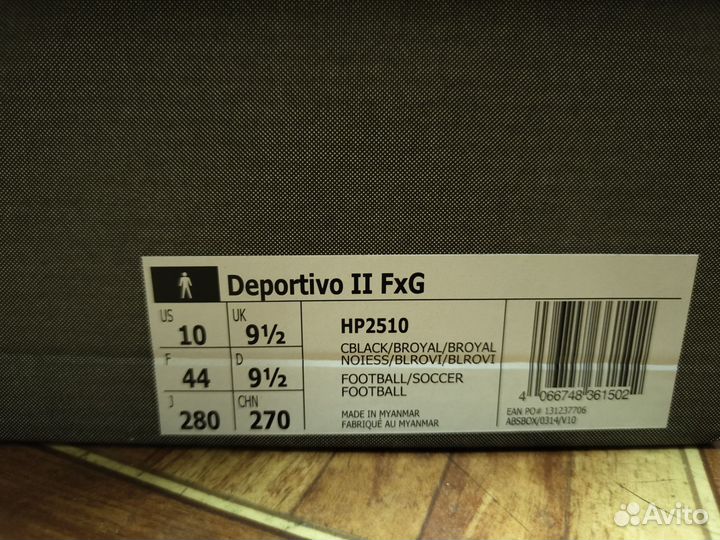 Deportivo II FxG
US
10
UK
9½
F
44
D
9½
J
280
CHN
270
HP2510
CBLACK/BROYAL/BROYAL
NOIESS/BLROVI/BLROVI
FOOTBALL/SOCCER
FOOTBALL
MADE IN MYANMAR
FABRIQUÉ AU MYANMAR
4 066748 361502
EAN PO# 131237706
ABSBOX/0314/V10
Avito